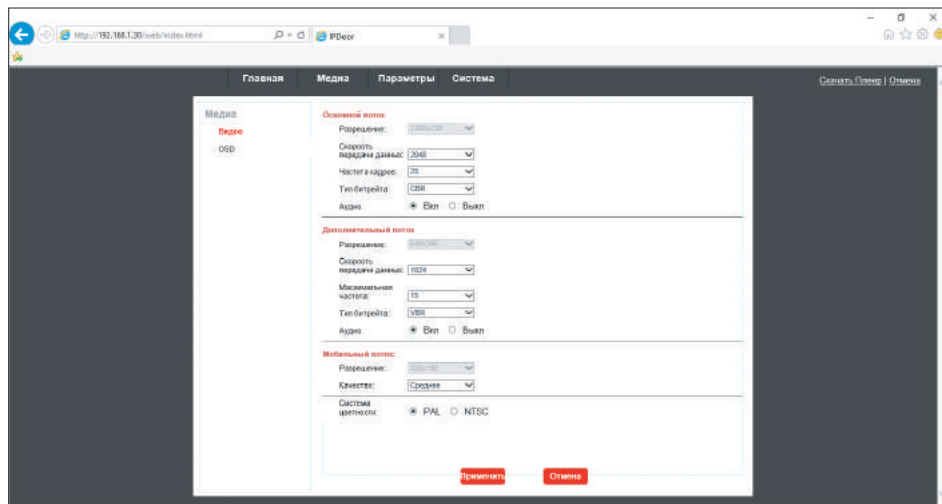 http://192.168.1.30/web/index.html
IPDoor
Главная Медиа Параметры Система
Скачать Плеер | Отмена
Медиа
Видео
OSD
Основной поток
Разрешение:
Скорость
передачи данных: 2048
Частота кадров: 25
Тип битрейта: CBR
Аудио Вкл Выкл
Дополнительный поток
Разрешение:
Скорость
передачи данных: 1024
Максимальная
частота: 15
Тип битрейта: VBR
Аудио Вкл Выкл
Мобильный поток:
Разрешение:
Качество: Среднее
Система
цветности: PAL NTSC
Применить Отмена